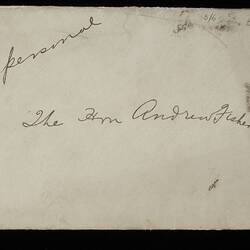 personal
The Hon Andrew Fisher